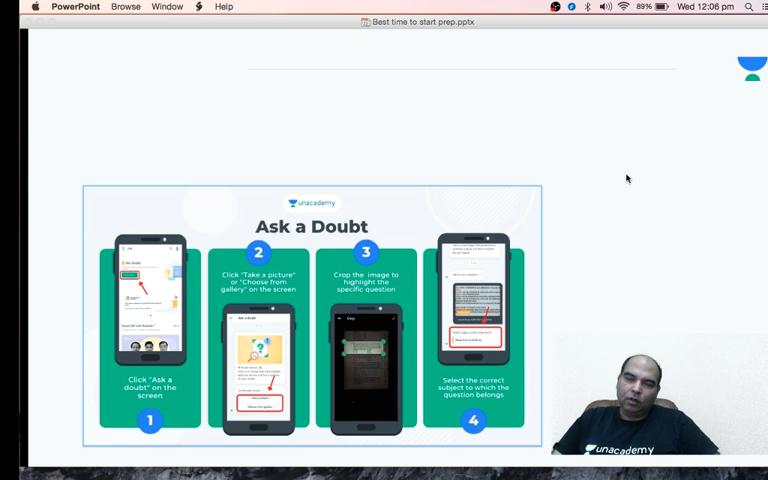 PowerPoint Browse Window Help
89% Wed 12:06 pm
Best time to start prep.pptx
unacademy
Ask a Doubt
2
3
Click "Take a picture"
or "Choose from
gallery" on the screen
Crop the image to
highlight the
specific question
Click "Ask a
doubt" on the
screen
Select the correct
subject to which the
question belongs
1
4
unacademy